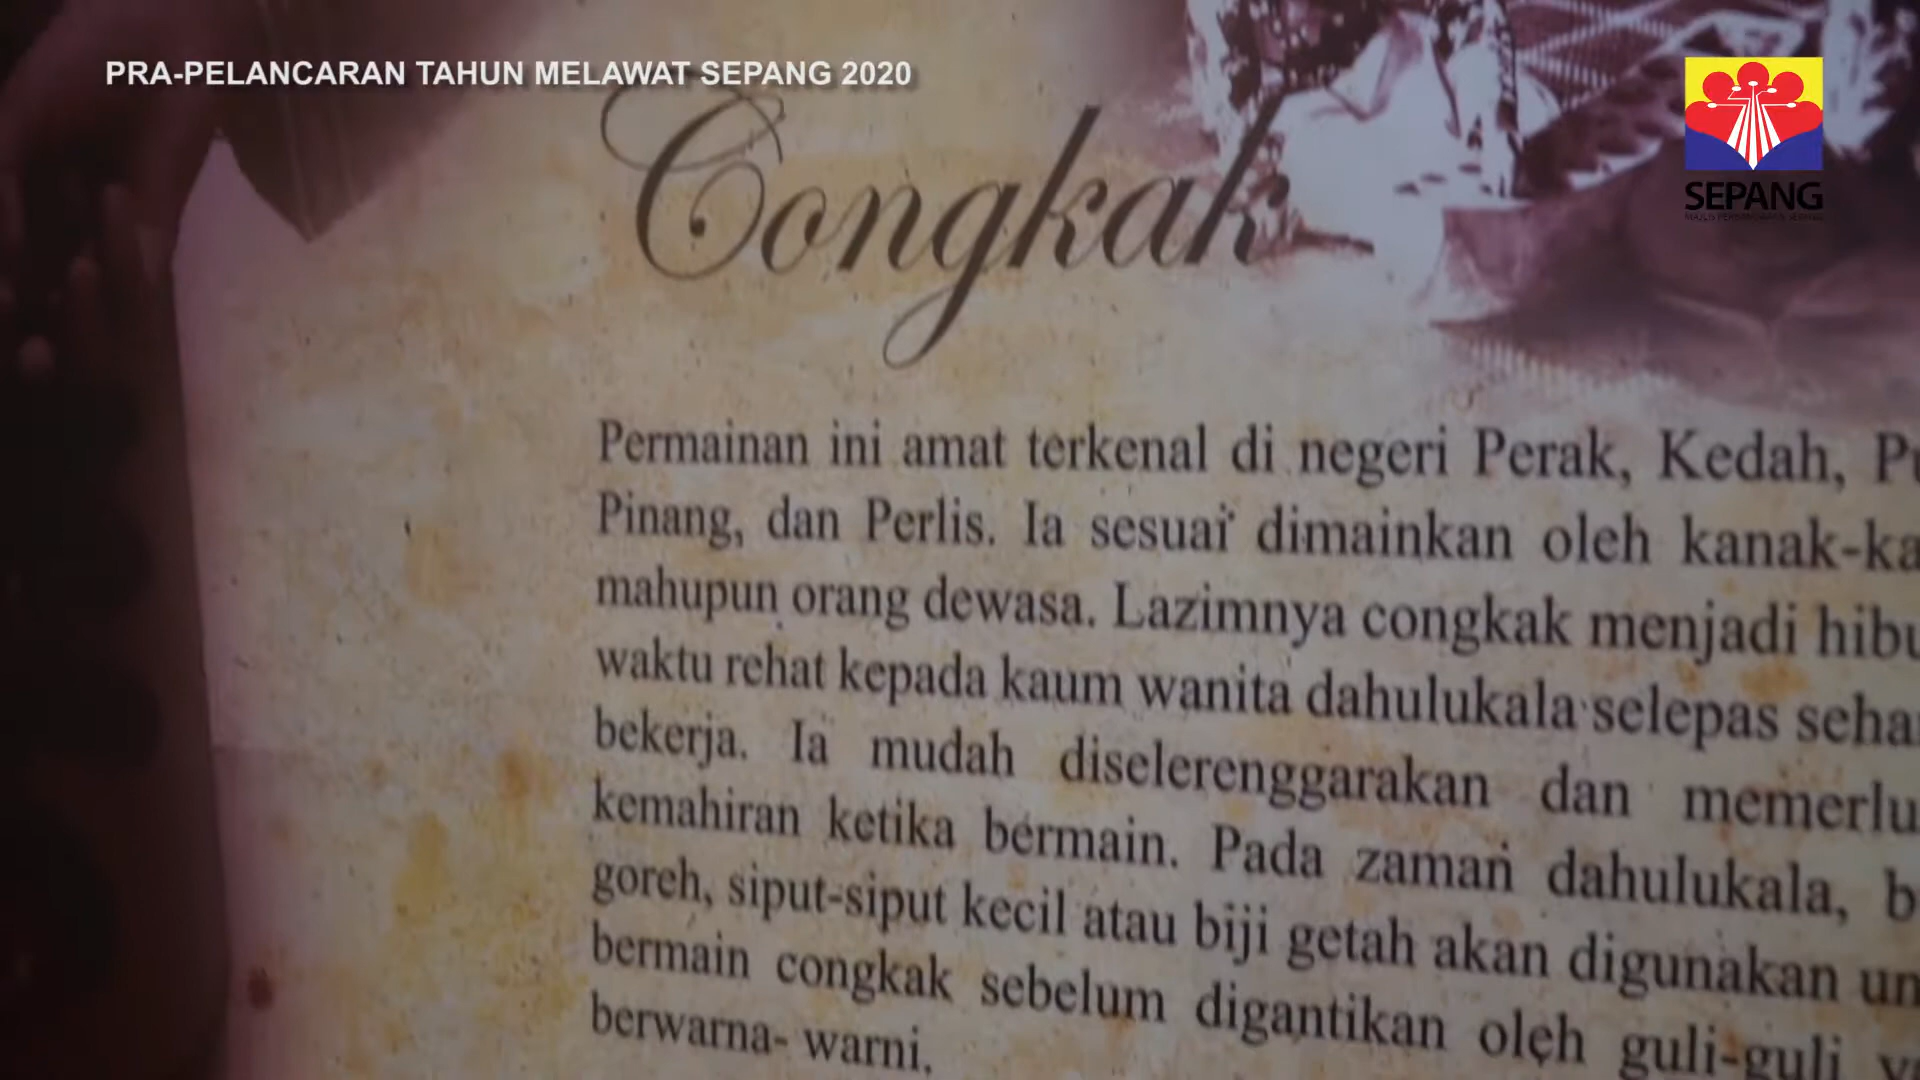 PRA-PELANCARAN TAHUN MELAWAT SEPANG 2020
SEPANG
Congkak
Permainan ini amat terkenal di negeri Perak, Kedah,
Pinang, dan Perlis. Ia sesuai dimainkan oleh
mahupun orang dewasa. Lazimnya congkak menjadi
waktu rehat kepada kaum wanita dahulukala selepas
bekerja. Ia mudah diselerenggarakan dan
kemahiran ketika bermain. Pada zaman dahulukala,
goreh, siput-siput kecil atau biji getah akan digunakan
bermain congkak sebelum digantikan oleh guli-guli
berwarna- warni.